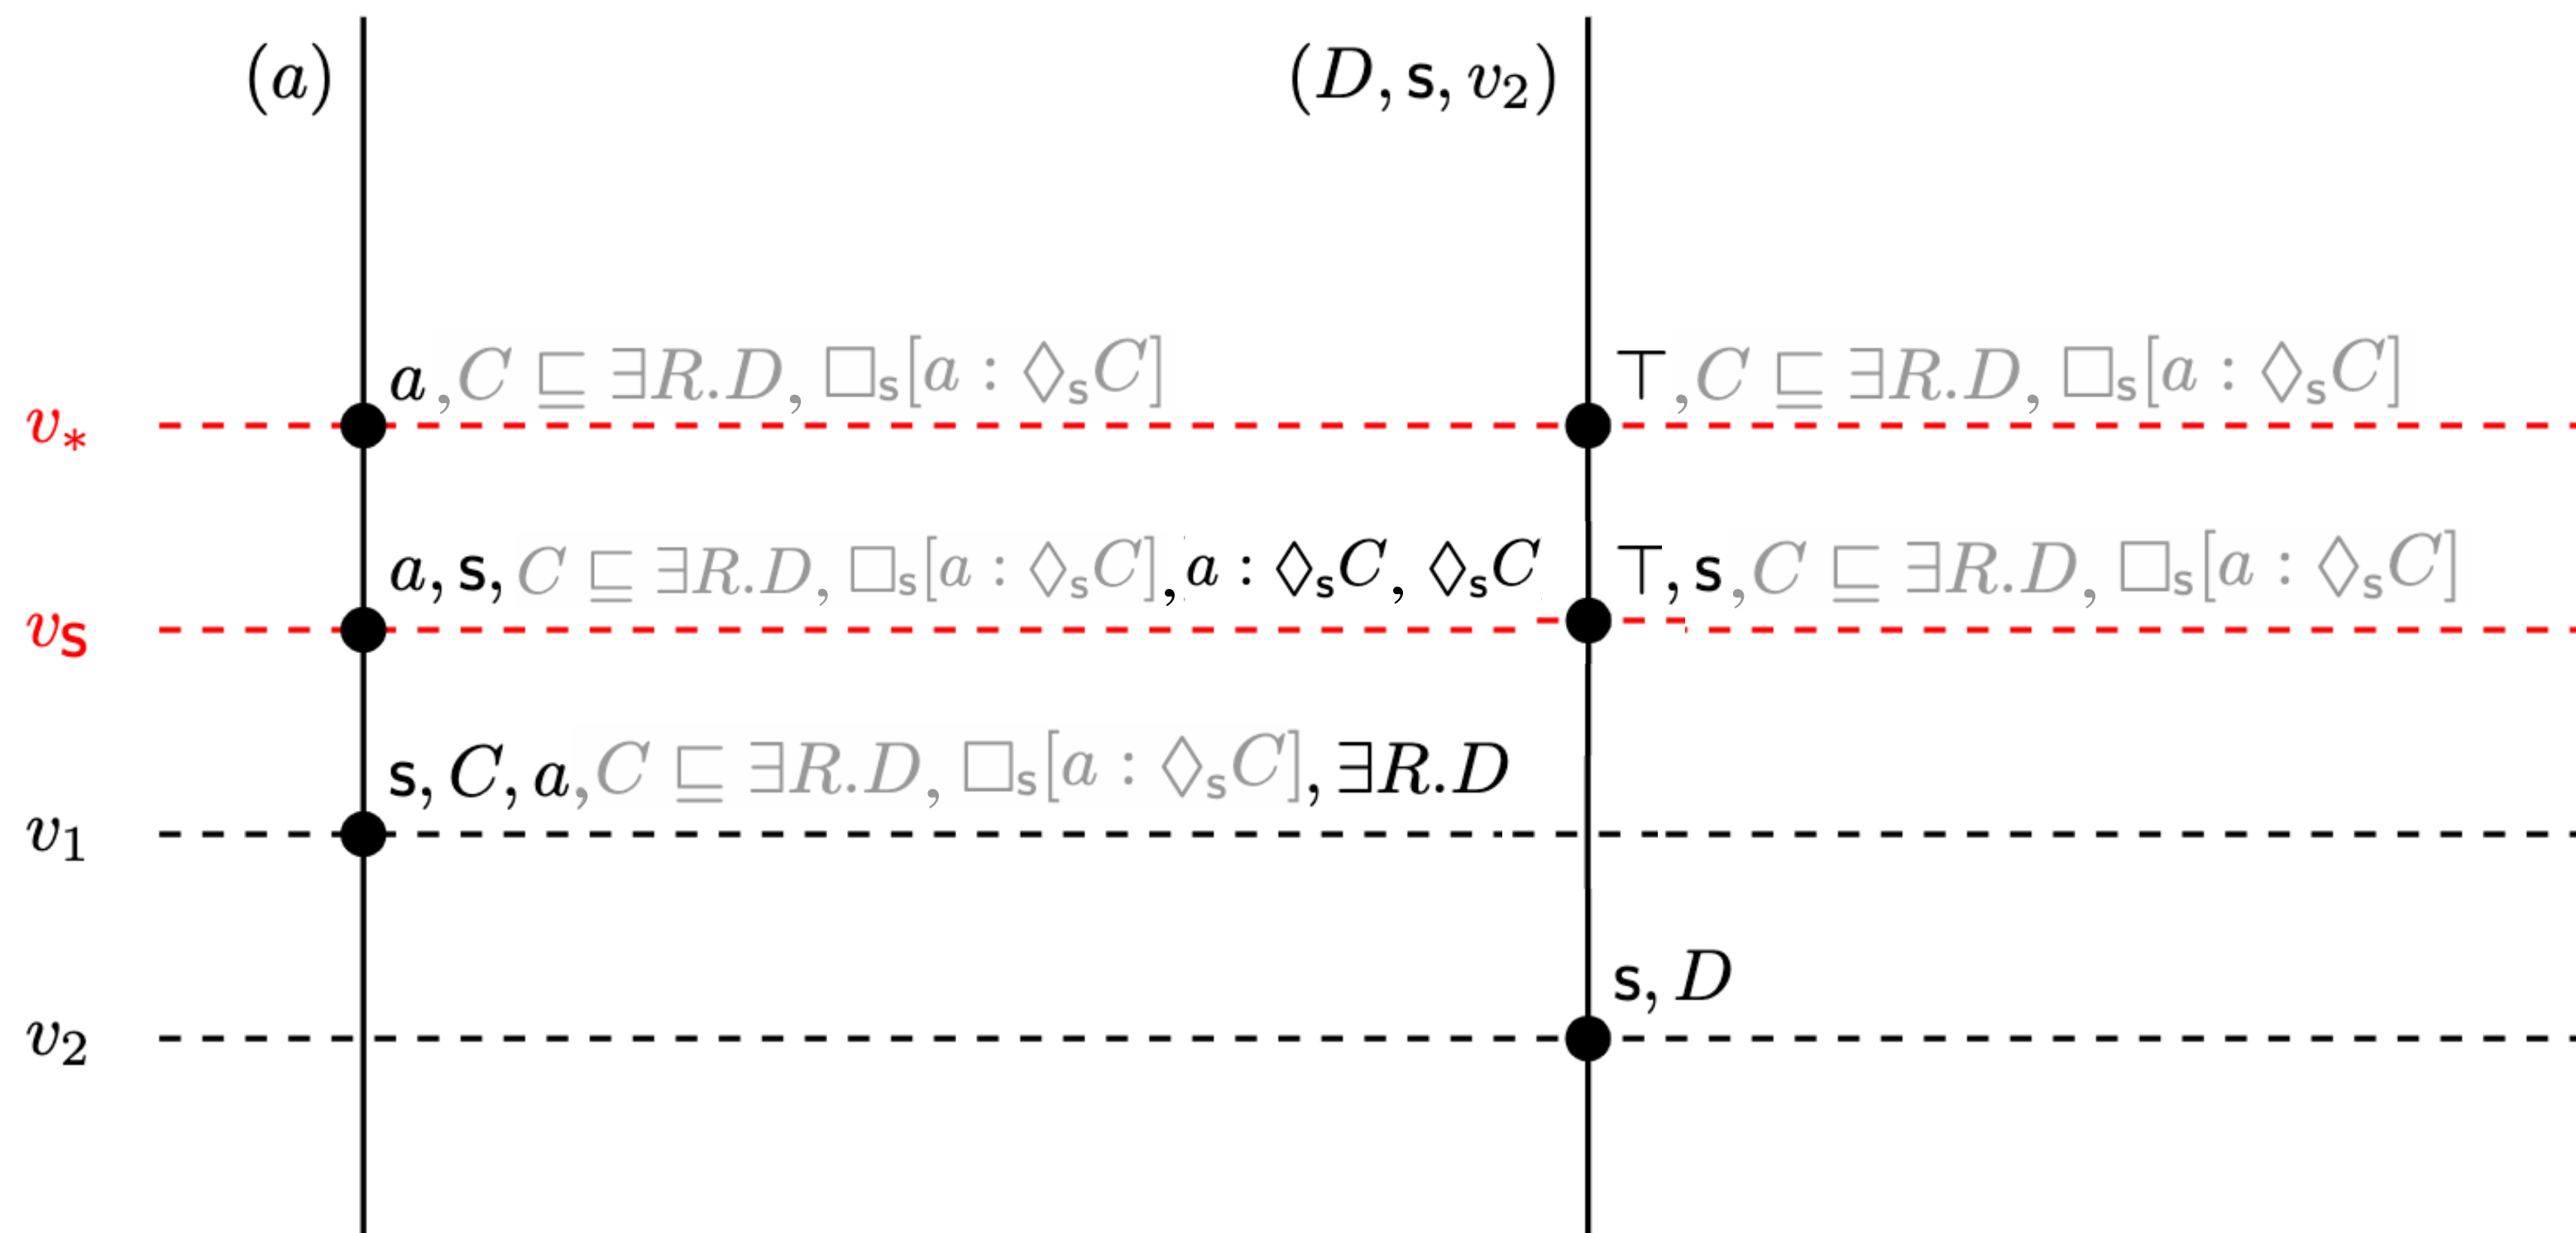 (a) (D, s, v₂)
a, C ⊑ ∃R.D, □ₛ[a : ◇ₛC] ⊤, C ⊑ ∃R.D, □ₛ[a : ◇ₛC]
v⁎
a, s, C ⊑ ∃R.D, □ₛ[a : ◇ₛC], a : ◇ₛC, ◇ₛC ⊤, s, C ⊑ ∃R.D, □ₛ[a : ◇ₛC]
vₛ
s, C, a, C ⊑ ∃R.D, □ₛ[a : ◇ₛC], ∃R.D
v₁
s, D
v₂